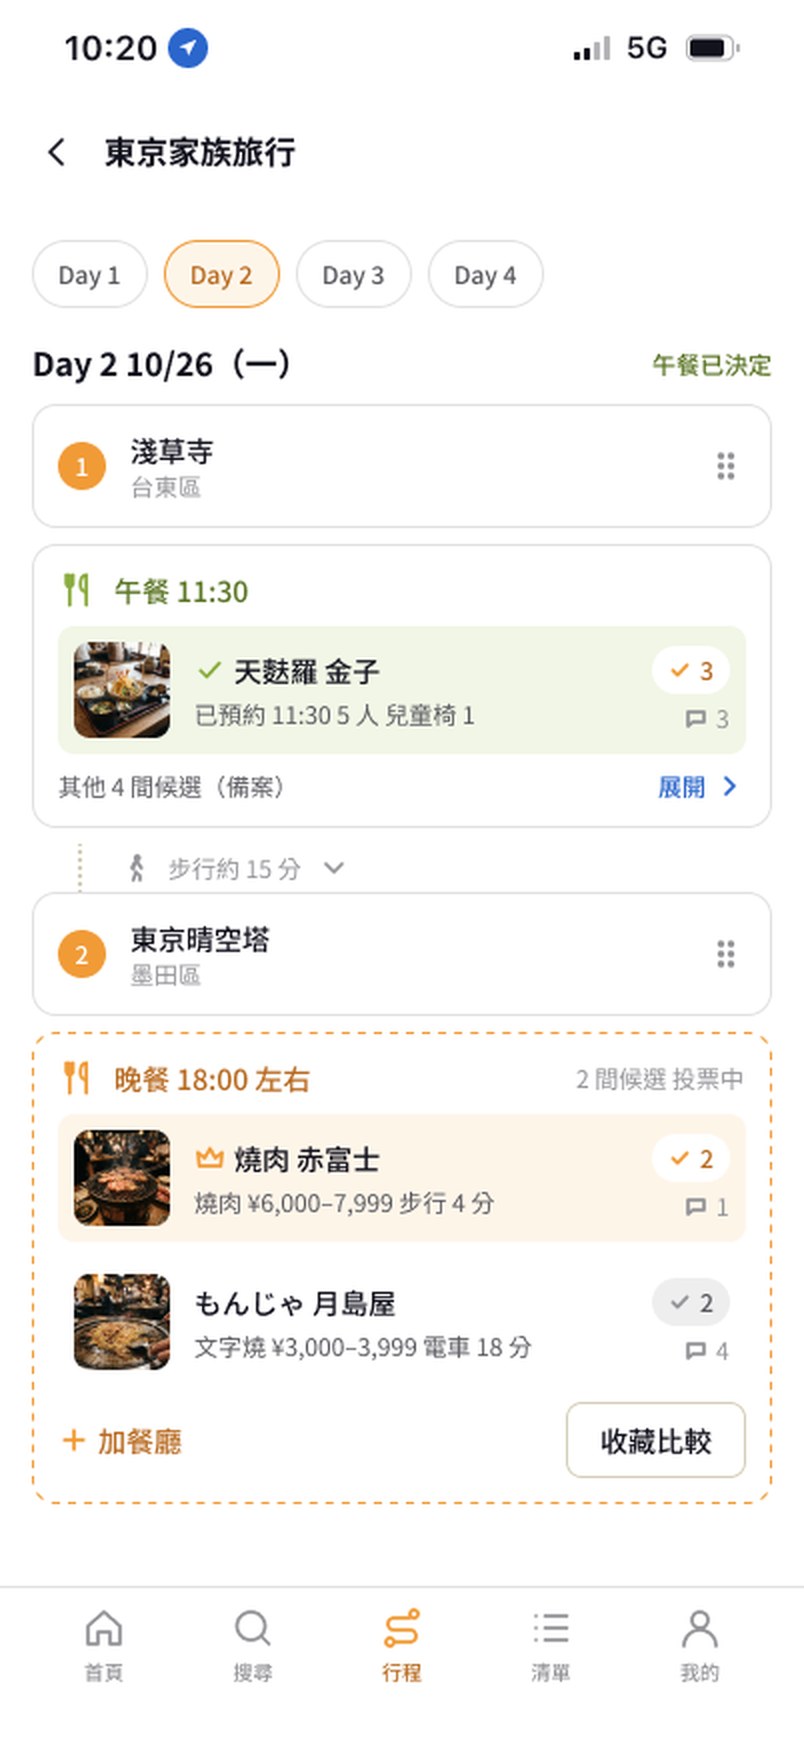 10:20
5G
東京家族旅行
Day 1
Day 2
Day 3
Day 4
Day 2 10/26（一）
午餐已決定
1
淺草寺
台東區
午餐 11:30
天麩羅 金子
3
已預約 11:30 5 人 兒童椅 1
3
其他 4 間候選（備案）
展開
步行約 15 分
2
東京晴空塔
墨田區
晚餐 18:00 左右
2 間候選 投票中
燒肉 赤富士
2
燒肉 ¥6,000–7,999 步行 4 分
1
もんじゃ 月島屋
2
文字燒 ¥3,000–3,999 電車 18 分
4
加餐廳
收藏比較
首頁
搜尋
行程
清單
我的